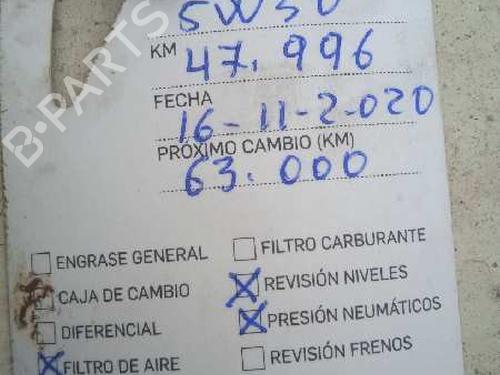 5W30
KM 47.996
FECHA
16-11-2.020
PRÓXIMO CAMBIO (KM)
63.000
ENGRASE GENERAL
CAJA DE CAMBIO
DIFERENCIAL
FILTRO DE AIRE
FILTRO CARBURANTE
REVISIÓN NIVELES
PRESIÓN NEUMÁTICOS
REVISIÓN FRENOS
B-PARTS